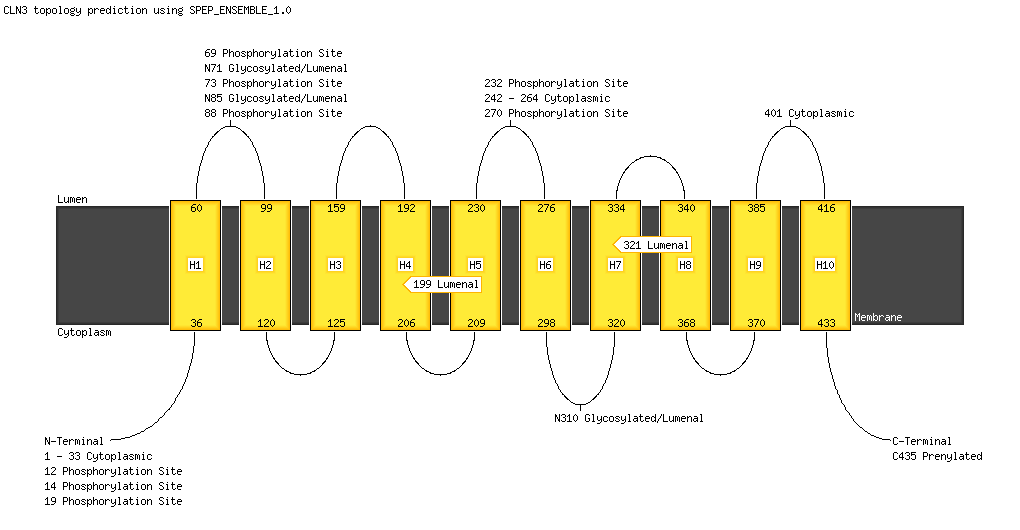 CLN3 topology prediction using SPEP_ENSEMBLE_1.0
69 Phosphorylation Site
N71 Glycosylated/Lumenal
73 Phosphorylation Site
N85 Glycosylated/Lumenal
88 Phosphorylation Site
232 Phosphorylation Site
242 - 264 Cytoplasmic
270 Phosphorylation Site
401 Cytoplasmic
Lumen
60 99 159 192 230 276 334 340 385 416
321 Lumenal
H1 H2 H3 H4 H5 H6 H7 H8 H9 H10
199 Lumenal
36 120 125 206 209 298 320 368 370 433
Membrane
Cytoplasm
N310 Glycosylated/Lumenal
N-Terminal
1 - 33 Cytoplasmic
12 Phosphorylation Site
14 Phosphorylation Site
19 Phosphorylation Site
C-Terminal
C435 Prenylated